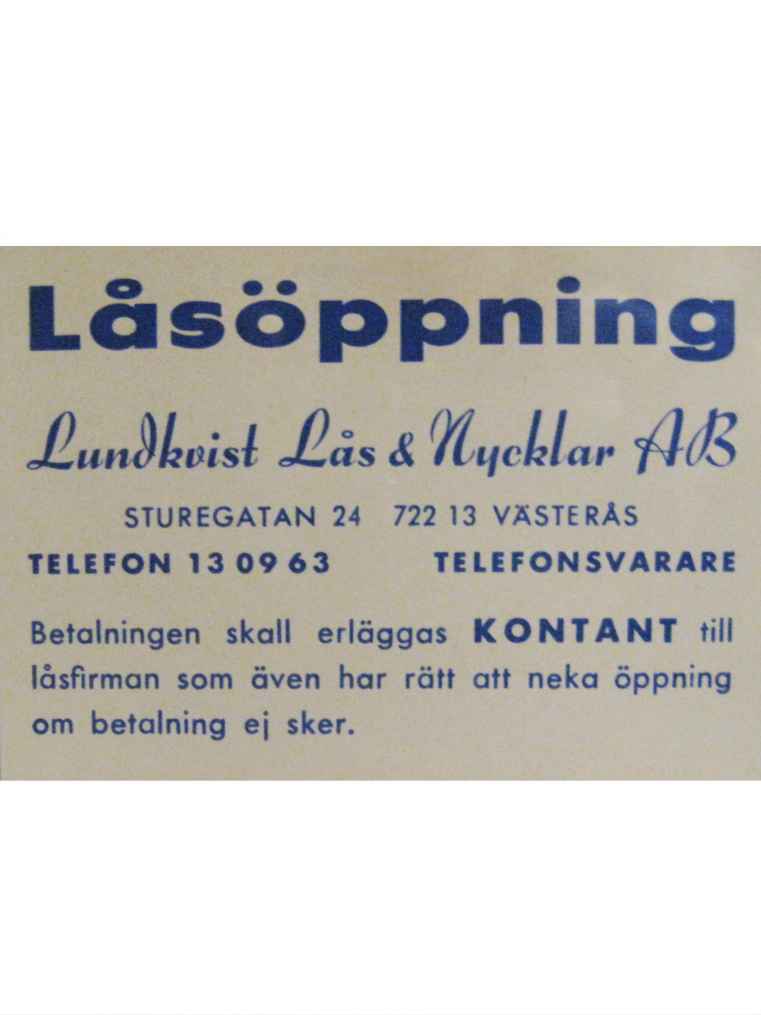 Låsöppning
Lundkvist Lås & Nycklar AB
STUREGATAN 24 722 13 VÄSTERÅS
TELEFON 13 09 63 TELEFONSVARARE
Betalningen skall erläggas KONTANT till
låsfirman som även har rätt att neka öppning
om betalning ej sker.